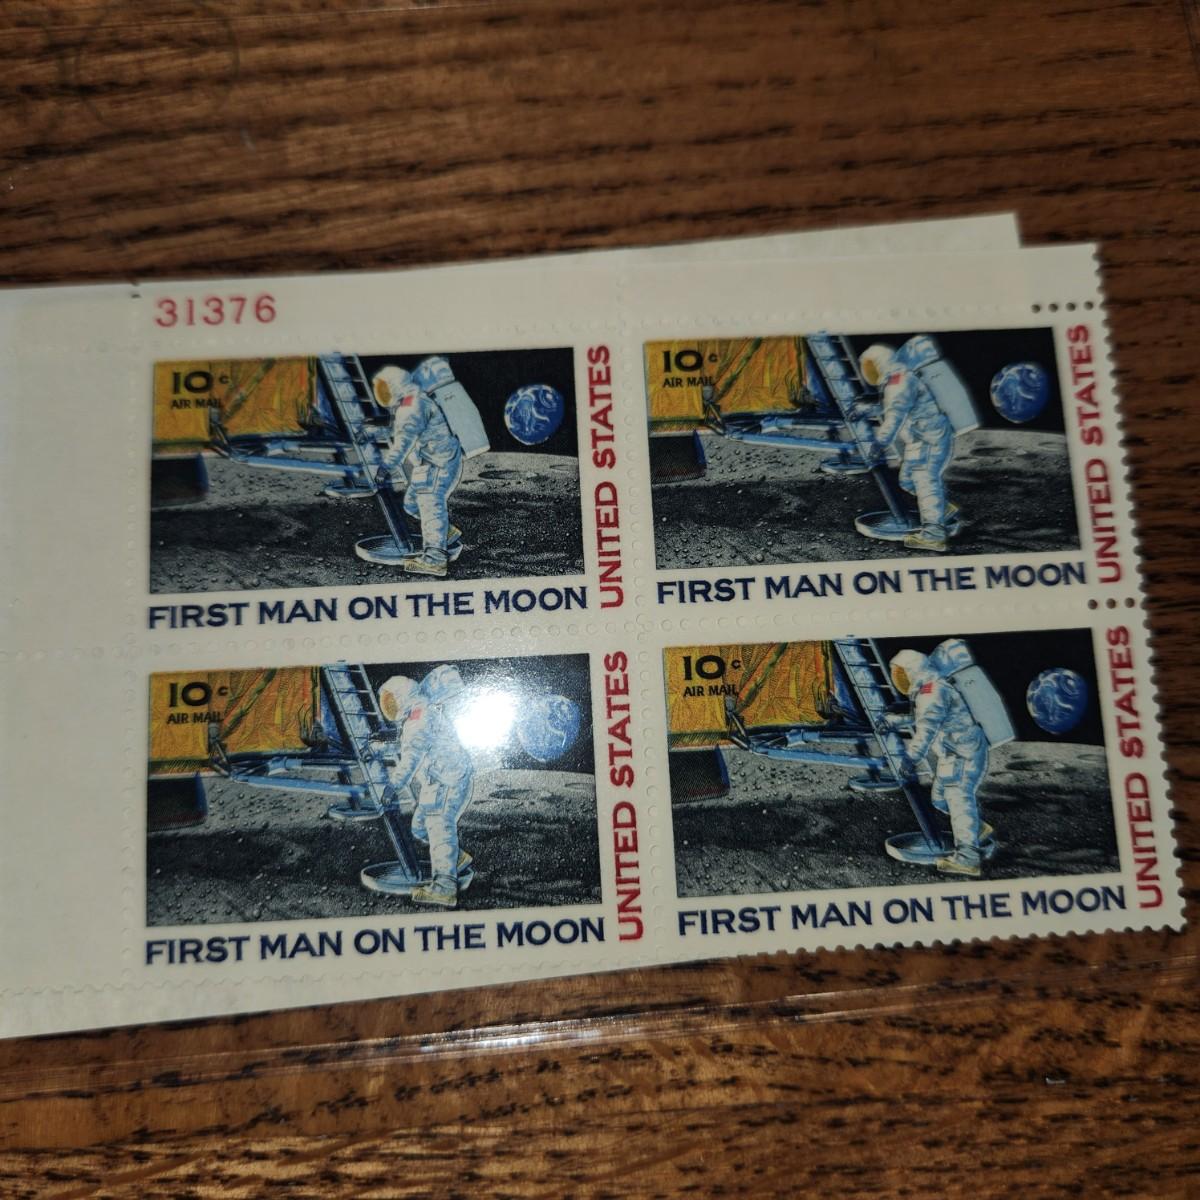 31376
10c
AIR MAIL
UNITED STATES
FIRST MAN ON THE MOON
10c
AIR MAIL
UNITED STATES
FIRST MAN ON THE MOON
10c
AIR MAIL
UNITED STATES
FIRST MAN ON THE MOON
10c
AIR MAIL
UNITED STATES
FIRST MAN ON THE MOON